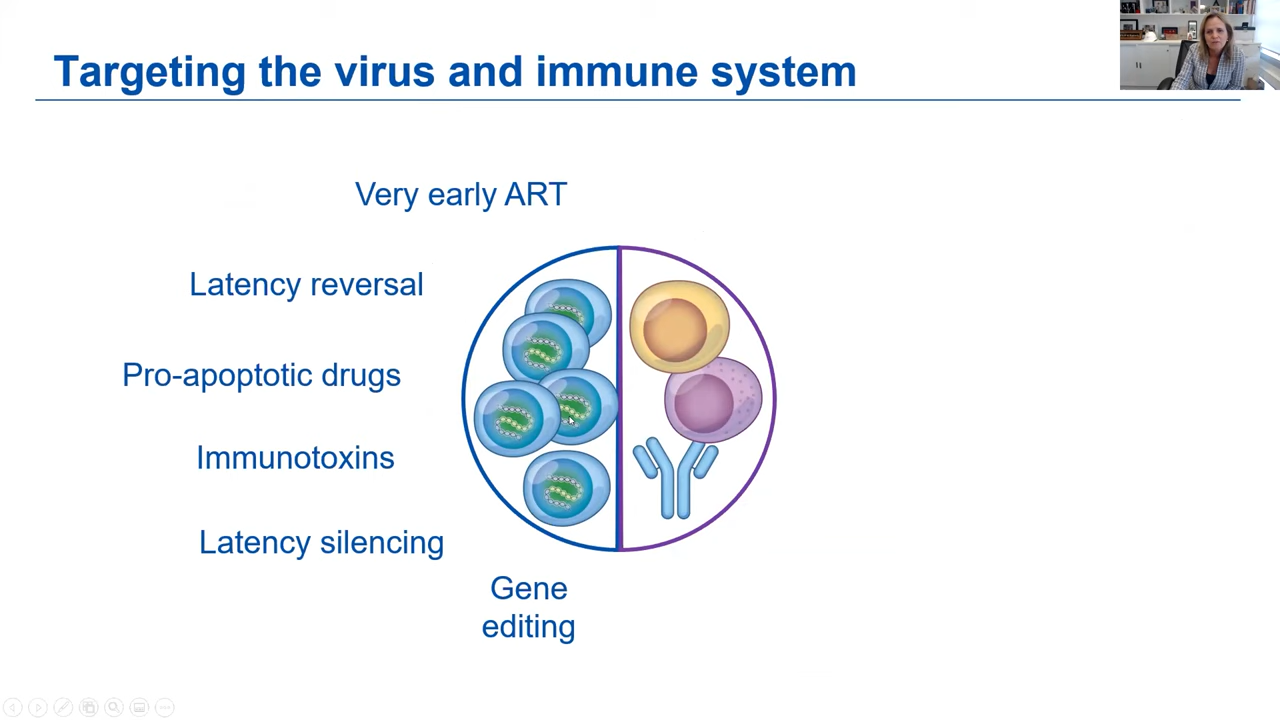 Targeting the virus and immune system
Very early ART
Latency reversal
Pro-apoptotic drugs
Immunotoxins
Latency silencing
Gene
editing